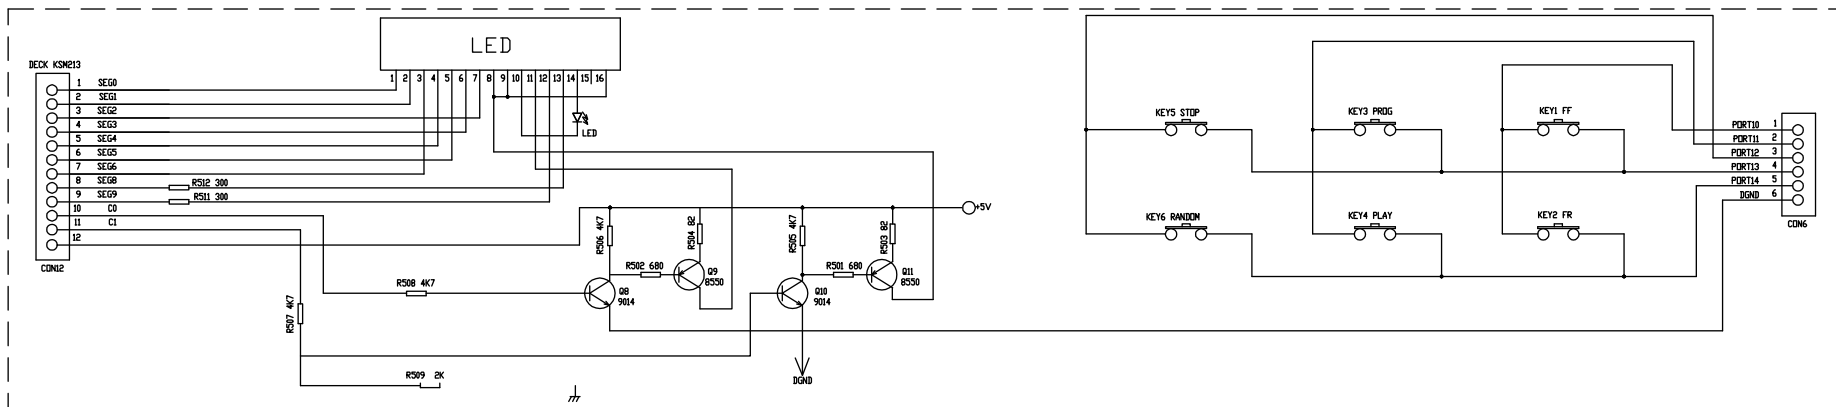 LED
DECK KSM213
1 2 3 4 5 6 7 8 9 10 11 12 13 14 15 16
1 SEG0
2 SEG1
3 SEG2
4 SEG3
5 SEG4
6 SEG5
7 SEG6
8 SEG8
9 SEG9
10 C0
11 C1
12
CON12
LED
R512 300
R511 300
+5V
R506 4K7
R504 82
R505 4K7
R503 82
R502 680
Q9
8550
R501 680
Q11
8550
R508 4K7
Q8
9014
Q10
9014
R507 4K7
R509 2K
DGND
KEY5 STOP
KEY3 PROG
KEY1 FF
KEY6 RANDOM
KEY4 PLAY
KEY2 FR
PORT10 1
PORT11 2
PORT12 3
PORT13 4
PORT14 5
DGND 6
CON6